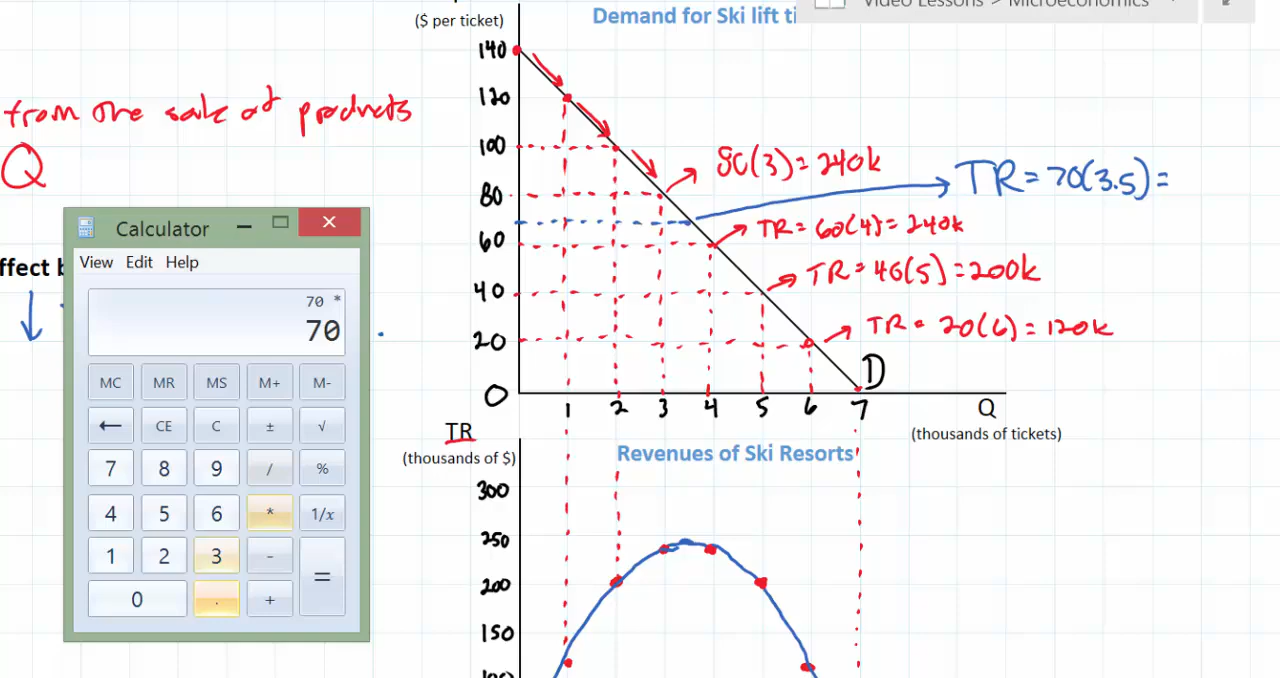 ($ per ticket)
Demand for Ski lift ti
Video Lessons > Microeconomics
140
120
100
80
60
40
20
0
from the sale of products
Q
80(3)=240k
TR=70(3.5)=
TR=60(4)=240k
TR=40(5)=200k
TR=20(6)=120k
D
1 2 3 4 5 6 7
Q
(thousands of tickets)
ffect b
Calculator
View Edit Help
70 *
70
MC MR MS M+ M-
← CE C ± √
7 8 9 / %
4 5 6 * 1/x
1 2 3 - =
0 . +
TR
(thousands of $)
Revenues of Ski Resorts
300
250
200
150